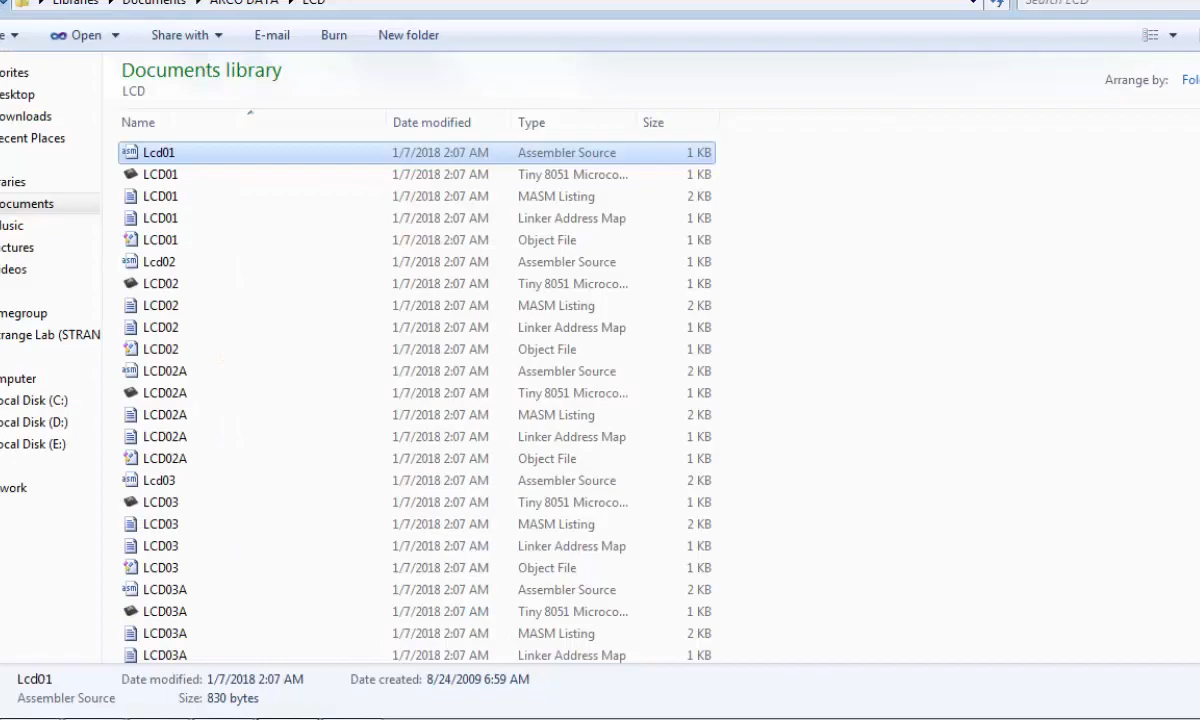 Libraries Documents ARCO DATA LCD Search LCD
Open Share with E-mail Burn New folder
Documents library
LCD
Arrange by: Fol
Name Date modified Type Size
Lcd01 1/7/2018 2:07 AM Assembler Source 1 KB
LCD01 1/7/2018 2:07 AM Tiny 8051 Microco... 1 KB
LCD01 1/7/2018 2:07 AM MASM Listing 2 KB
LCD01 1/7/2018 2:07 AM Linker Address Map 1 KB
LCD01 1/7/2018 2:07 AM Object File 1 KB
Lcd02 1/7/2018 2:07 AM Assembler Source 1 KB
LCD02 1/7/2018 2:07 AM Tiny 8051 Microco... 1 KB
LCD02 1/7/2018 2:07 AM MASM Listing 2 KB
LCD02 1/7/2018 2:07 AM Linker Address Map 1 KB
LCD02 1/7/2018 2:07 AM Object File 1 KB
LCD02A 1/7/2018 2:07 AM Assembler Source 2 KB
LCD02A 1/7/2018 2:07 AM Tiny 8051 Microco... 1 KB
LCD02A 1/7/2018 2:07 AM MASM Listing 2 KB
LCD02A 1/7/2018 2:07 AM Linker Address Map 1 KB
LCD02A 1/7/2018 2:07 AM Object File 1 KB
Lcd03 1/7/2018 2:07 AM Assembler Source 1 KB
LCD03 1/7/2018 2:07 AM Tiny 8051 Microco... 1 KB
LCD03 1/7/2018 2:07 AM MASM Listing 2 KB
LCD03 1/7/2018 2:07 AM Linker Address Map 1 KB
LCD03 1/7/2018 2:07 AM Object File 1 KB
LCD03A 1/7/2018 2:07 AM Assembler Source 2 KB
LCD03A 1/7/2018 2:07 AM Tiny 8051 Microco... 1 KB
LCD03A 1/7/2018 2:07 AM MASM Listing 2 KB
LCD03A 1/7/2018 2:07 AM Linker Address Map 1 KB
orites
esktop
ownloads
ecent Places
raries
ocuments
lusic
ictures
deos
megroup
trange Lab (STRAN
mputer
ocal Disk (C:)
ocal Disk (D:)
ocal Disk (E:)
work
Lcd01 Date modified: 1/7/2018 2:07 AM Date created: 8/24/2009 6:59 AM
Assembler Source Size: 830 bytes